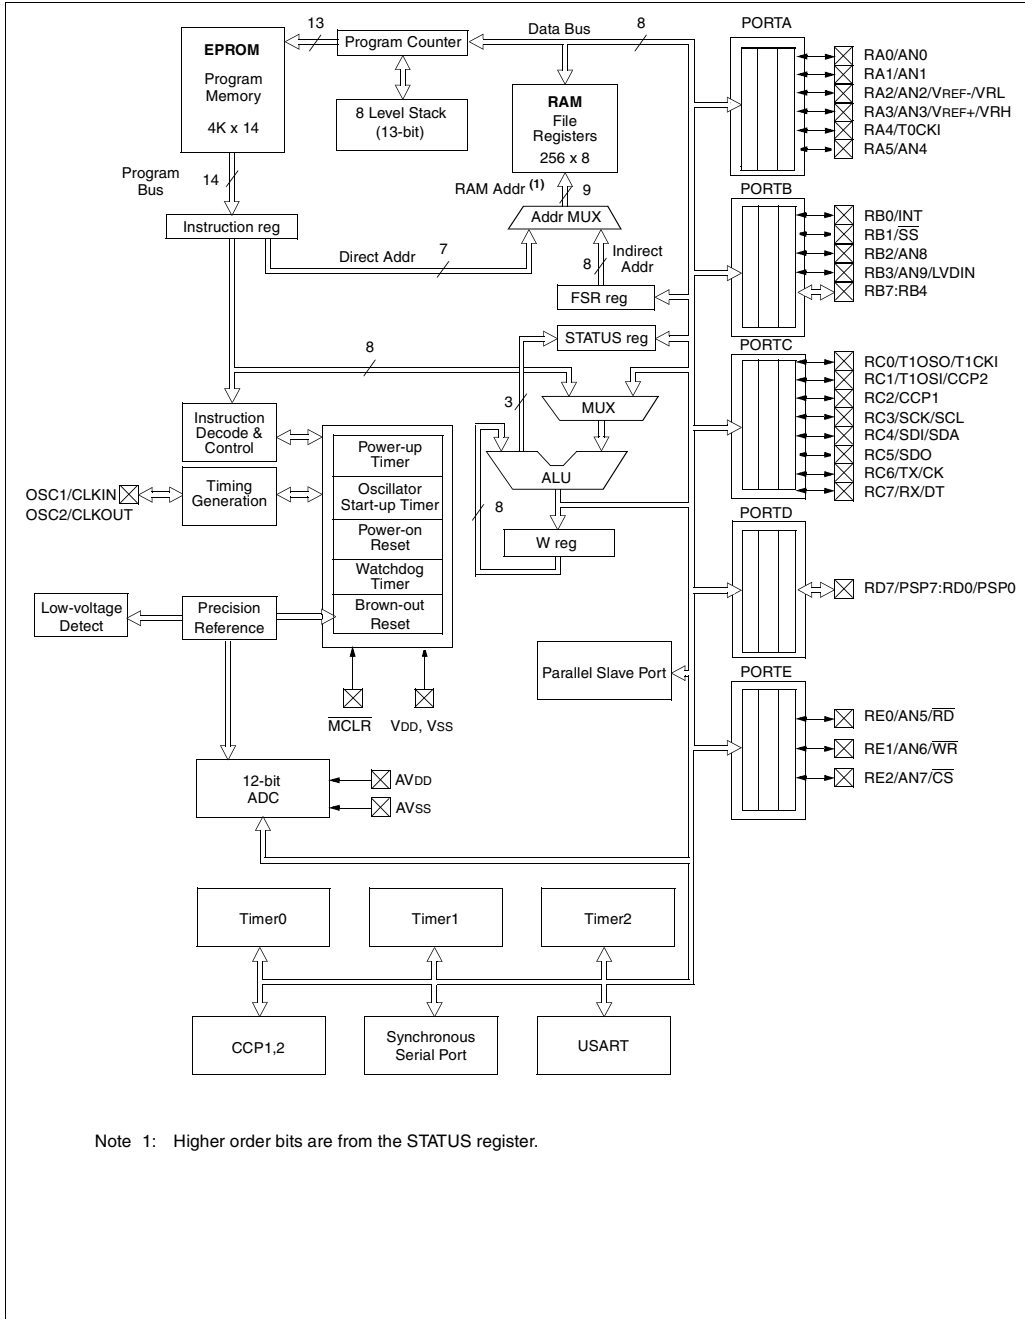 13
Data Bus
8
PORTA
EPROM
Program
Memory
4K x 14
Program Counter
8 Level Stack
(13-bit)
RAM
File
Registers
256 x 8
RA0/AN0
RA1/AN1
RA2/AN2/VREF-/VRL
RA3/AN3/VREF+/VRH
RA4/T0CKI
RA5/AN4
Program
Bus
14
RAM Addr (1)
9
PORTB
Instruction reg
Addr MUX
Direct Addr
7
8
Indirect
Addr
FSR reg
RB0/INT
RB1/S̅S̅
RB2/AN8
RB3/AN9/LVDIN
RB7:RB4
STATUS reg
PORTC
8
3
MUX
RC0/T1OSO/T1CKI
RC1/T1OSI/CCP2
RC2/CCP1
RC3/SCK/SCL
RC4/SDI/SDA
RC5/SDO
RC6/TX/CK
RC7/RX/DT
Instruction
Decode &
Control
Power-up
Timer
ALU
OSC1/CLKIN
OSC2/CLKOUT
Timing
Generation
Oscillator
Start-up Timer
8
Power-on
Reset
W reg
PORTD
Watchdog
Timer
Low-voltage
Detect
Precision
Reference
Brown-out
Reset
RD7/PSP7:RD0/PSP0
Parallel Slave Port
PORTE
M̅C̅L̅R̅
VDD, VSS
RE0/AN5/R̅D̅
RE1/AN6/W̅R̅
RE2/AN7/C̅S̅
12-bit
ADC
AVDD
AVSS
Timer0
Timer1
Timer2
CCP1,2
Synchronous
Serial Port
USART
Note 1: Higher order bits are from the STATUS register.